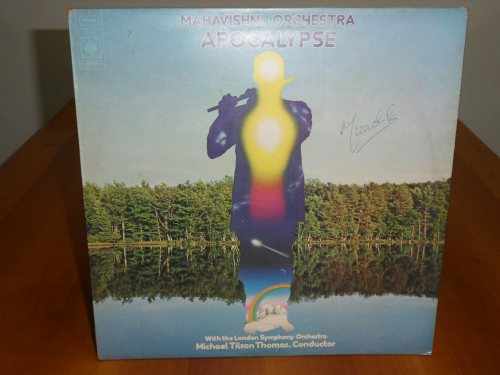 MAHAVISHNU ORCHESTRA
APOCALYPSE
With the London Symphony Orchestra
Michael Tilson Thomas, Conductor